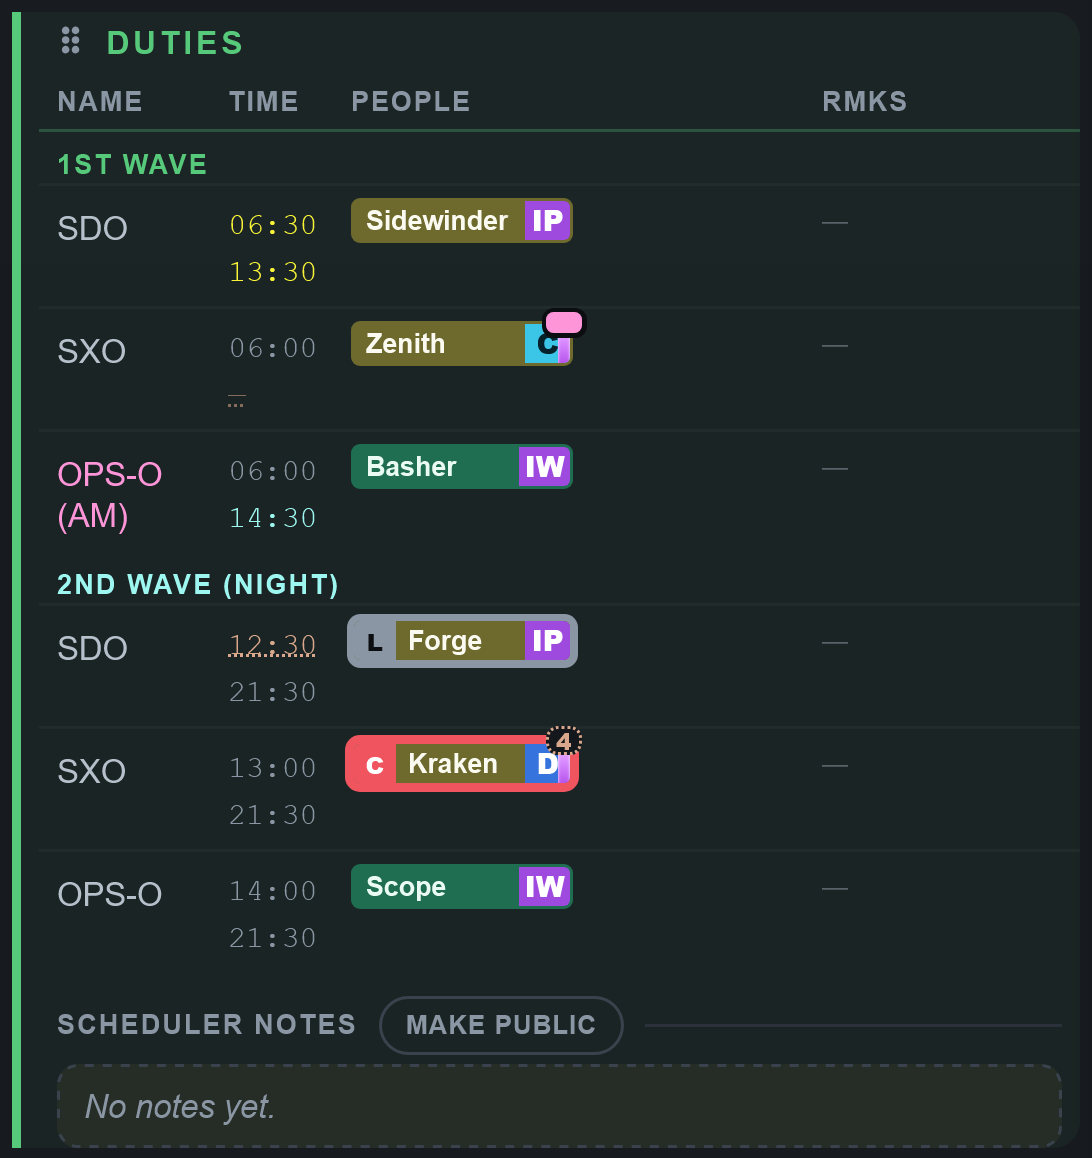 DUTIES
NAME TIME PEOPLE RMKS
1ST WAVE
SDO 06:30 Sidewinder IP —
13:30
SXO 06:00 Zenith C —
—
OPS-O 06:00 Basher IW —
(AM) 14:30
2ND WAVE (NIGHT)
SDO 12:30 L Forge IP —
21:30
4
SXO 13:00 C Kraken D —
21:30
OPS-O 14:00 Scope IW —
21:30
SCHEDULER NOTES MAKE PUBLIC
No notes yet.